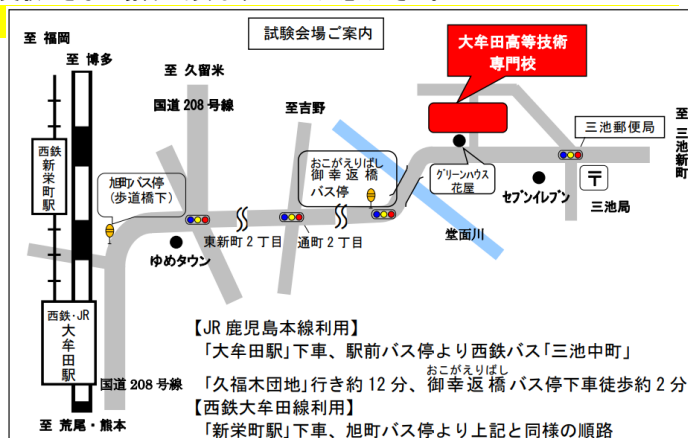 試験会場ご案内
至 福岡
至 博多
至 久留米
国道 208 号線
至吉野
大牟田高等技術
専門校
三池郵便局
至 三池新町
西鉄
新栄町駅
旭町バス停
(歩道橋下)
おこがえりばし
御幸返橋
バス停
グリーンハウス
花屋
セブンイレブン
〒
三池局
東新町2丁目
通町2丁目
堂面川
ゆめタウン
西鉄・JR
大牟田駅
国道 208 号線
至 荒尾・熊本
【JR 鹿児島本線利用】
「大牟田駅」下車、駅前バス停より西鉄バス「三池中町」
おこがえりばし
「久福木団地」行き約 12 分、御幸返橋バス停下車徒歩約 2 分
【西鉄大牟田線利用】
「新栄町駅」下車、旭町バス停より上記と同様の順路